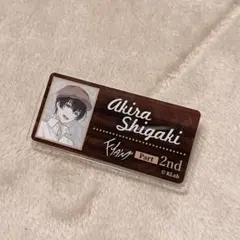 Akira
Shigaki
Part 2nd
© KLab